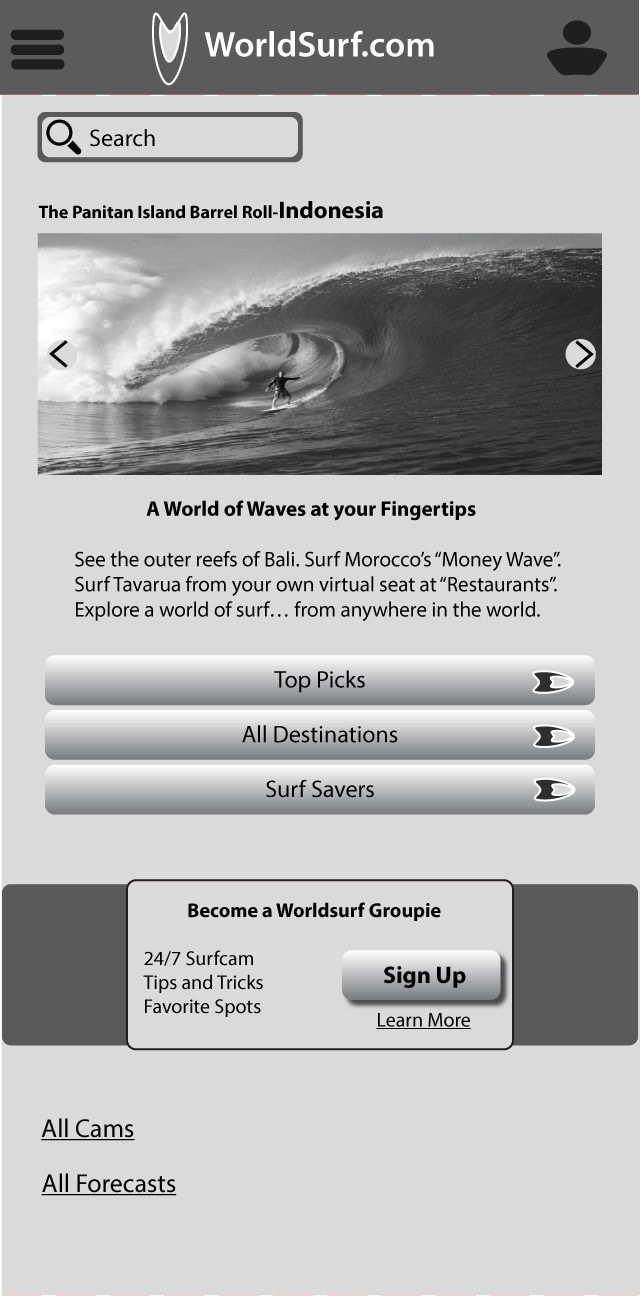 WorldSurf.com
Search
The Panitan Island Barrel Roll-Indonesia
A World of Waves at your Fingertips
See the outer reefs of Bali. Surf Morocco’s “Money Wave”.
Surf Tavarua from your own virtual seat at “Restaurants”.
Explore a world of surf… from anywhere in the world.
Top Picks
All Destinations
Surf Savers
Become a Worldsurf Groupie
24/7 Surfcam
Tips and Tricks
Favorite Spots
Sign Up
Learn More
All Cams
All Forecasts